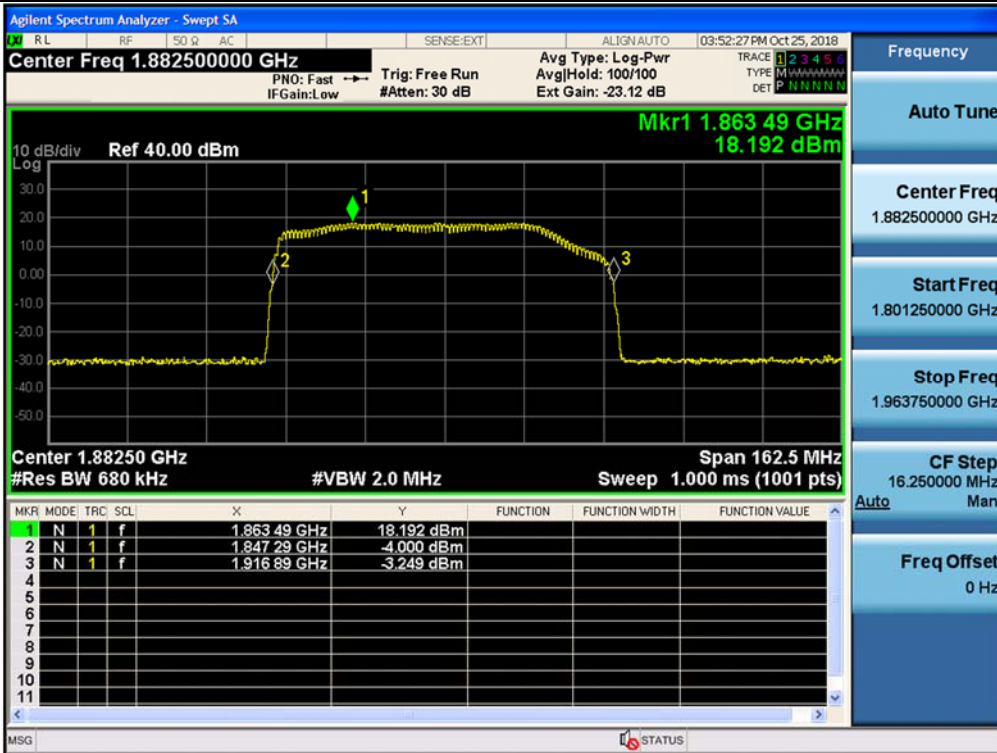 Agilent Spectrum Analyzer - Swept SA
LXI RL RF 50 Ω AC SENSE:EXT ALIGN AUTO 03:52:27 PM Oct 25, 2018
Center Freq 1.882500000 GHz
PNO: Fast
IFGain:Low
Trig: Free Run
#Atten: 30 dB
Avg Type: Log-Pwr
Avg|Hold: 100/100
Ext Gain: -23.12 dB
TRACE 1 2 3 4 5 6
TYPE M
DET P N N N N N
Mkr1 1.863 49 GHz
18.192 dBm
10 dB/div Ref 40.00 dBm
Log
30.0
20.0
10.0
0.00
-10.0
-20.0
-30.0
-40.0
-50.0
1
2
3
Center 1.88250 GHz Span 162.5 MHz
#Res BW 680 kHz #VBW 2.0 MHz Sweep 1.000 ms (1001 pts)
MKR MODE TRC SCL X Y FUNCTION FUNCTION WIDTH FUNCTION VALUE
1 N 1 f 1.863 49 GHz 18.192 dBm
2 N 1 f 1.847 29 GHz -4.000 dBm
3 N 1 f 1.916 89 GHz -3.249 dBm
4
5
6
7
8
9
10
11
MSG STATUS
Frequency
Auto Tune
Center Freq
1.882500000 GHz
Start Freq
1.801250000 GHz
Stop Freq
1.963750000 GHz
CF Step
16.250000 MHz
Auto Man
Freq Offset
0 Hz